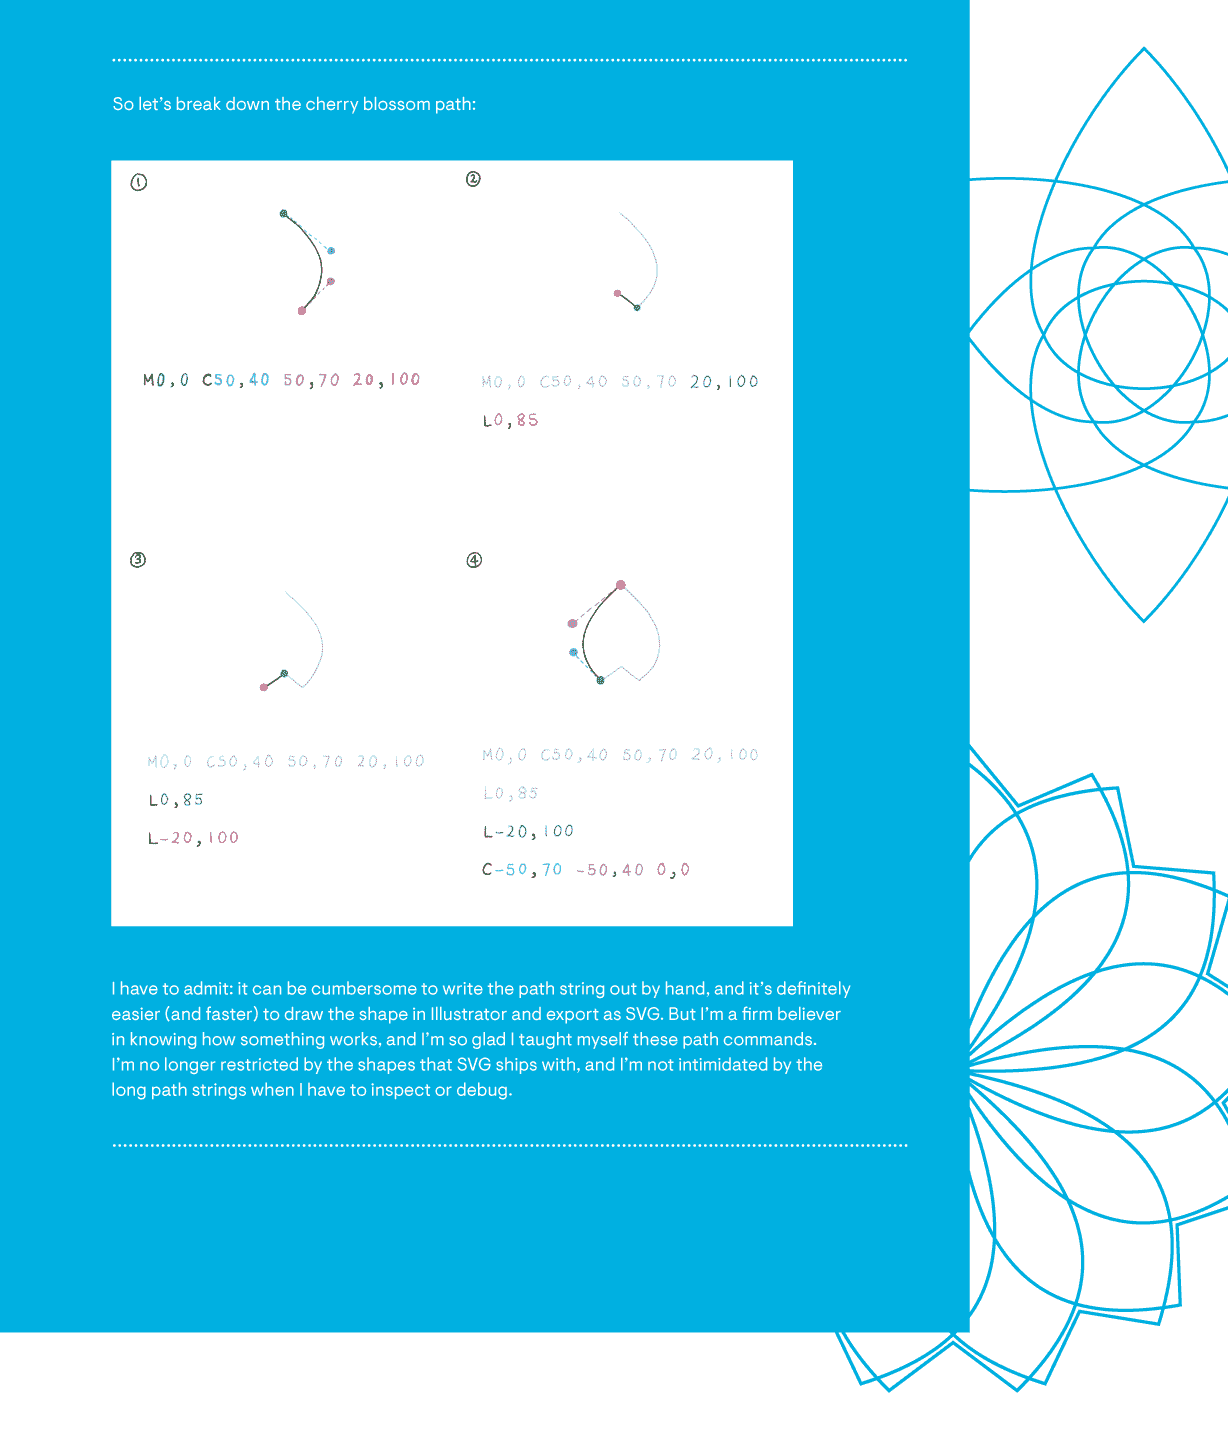 So let's break down the cherry blossom path:
①
②
M0,0 C50,40 50,70 20,100
M0,0 C50,40 50,70 20,100
L0,85
③
④
M0,0 C50,40 50,70 20,100
L0,85
L-20,100
M0,0 C50,40 50,70 20,100
L0,85
L-20,100
C-50,70 -50,40 0,0
I have to admit: it can be cumbersome to write the path string out by hand, and it's definitely
easier (and faster) to draw the shape in Illustrator and export as SVG. But I'm a firm believer
in knowing how something works, and I'm so glad I taught myself these path commands.
I'm no longer restricted by the shapes that SVG ships with, and I'm not intimidated by the
long path strings when I have to inspect or debug.